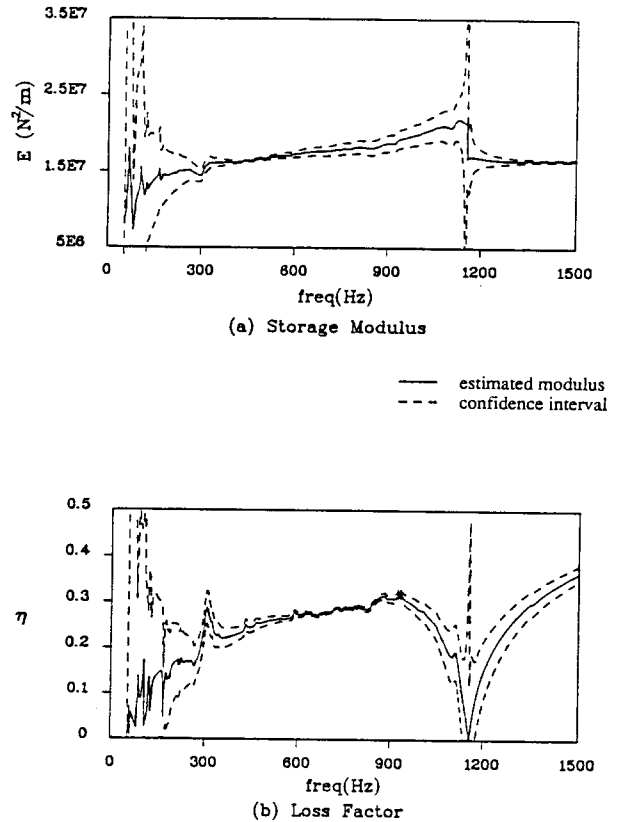 3.5E7
2.5E7
1.5E7
5E6
E (N²/m)
0 300 600 900 1200 1500
freq(Hz)
(a) Storage Modulus
estimated modulus
confidence interval
0.5
0.4
0.3
0.2
0.1
0
η
0 300 600 900 1200 1500
freq(Hz)
(b) Loss Factor